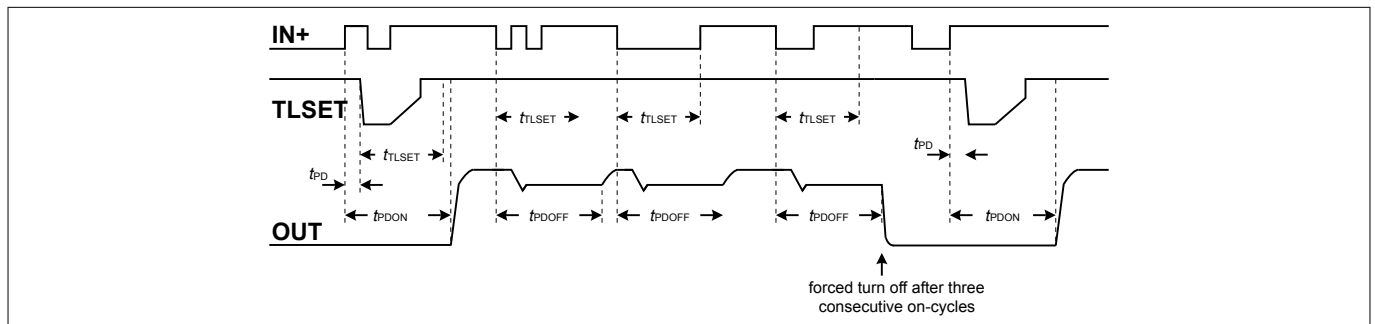 IN+
TLSET
tTLSET tTLSET tTLSET
tTLSET
tPD
tPD
tPDON tPDOFF tPDOFF tPDOFF tPDON
OUT
forced turn off after three
consecutive on-cycles